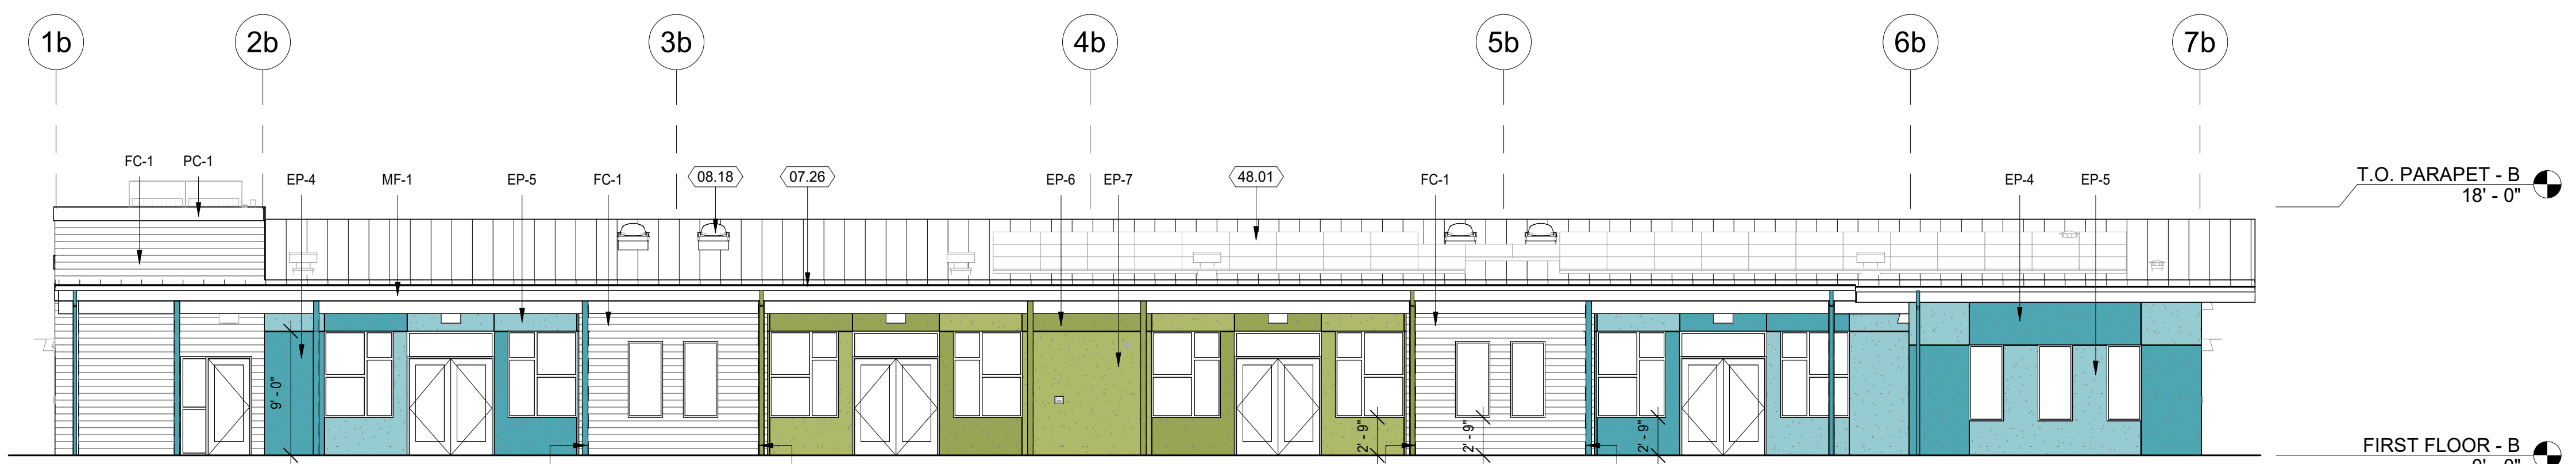 1b
2b
3b
4b
5b
6b
7b
FC-1
PC-1
EP-4
MF-1
EP-5
FC-1
08.18
07.26
EP-6
EP-7
48.01
FC-1
EP-4
EP-5
T.O. PARAPET - B
18' - 0"
9' - 0"
2' - 9"
2' - 9"
2' - 9"
FIRST FLOOR - B
0' - 0"